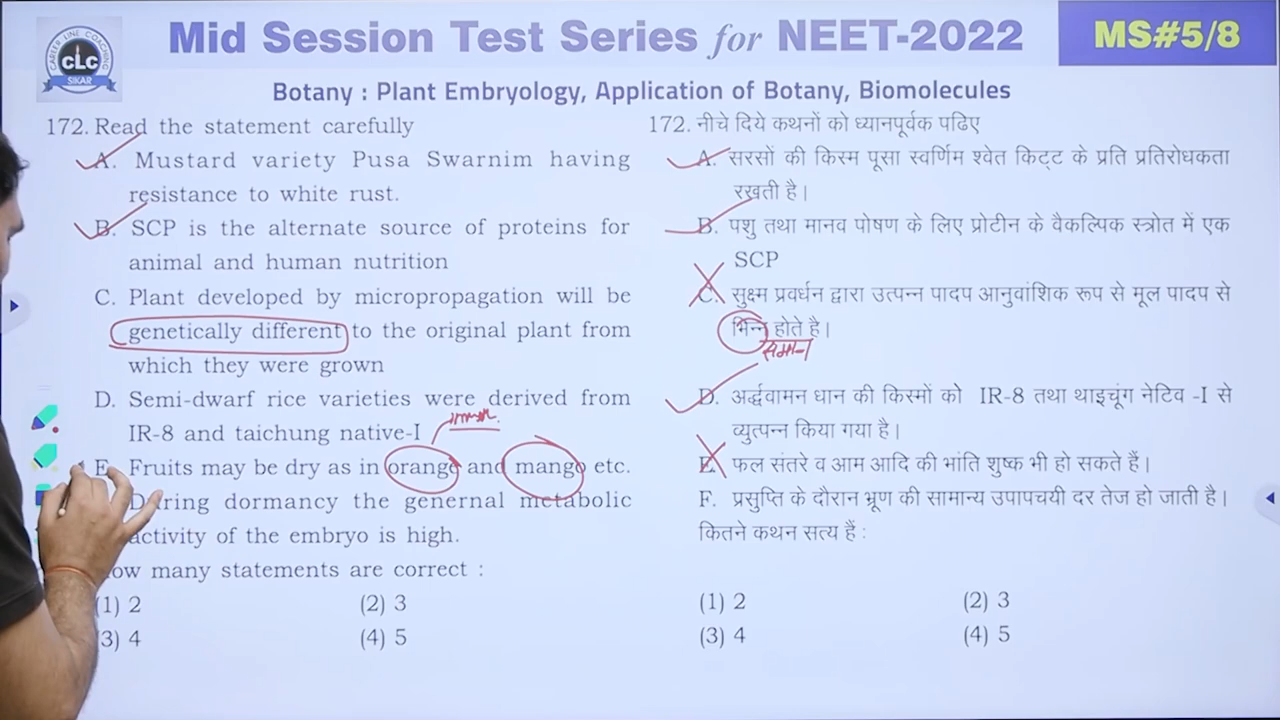 CAREER LINE COACHING
CLC
SIKAR
Mid Session Test Series for NEET-2022
MS#5/8
Botany : Plant Embryology, Application of Botany, Biomolecules
172. Read the statement carefully
A. Mustard variety Pusa Swarnim having
resistance to white rust.
B. SCP is the alternate source of proteins for
animal and human nutrition
C. Plant developed by micropropagation will be
genetically different to the original plant from
which they were grown
D. Semi-dwarf rice varieties were derived from
IR-8 and taichung native-I
E. Fruits may be dry as in orange and mango etc.
During dormancy the genernal metabolic
activity of the embryo is high.
How many statements are correct :
(1) 2
(2) 3
(3) 4
(4) 5
172. नीचे दिये कथनों को ध्यानपूर्वक पढिए
A. सरसों की किस्म पूसा स्वर्णिम श्वेत किट्ट के प्रति प्रतिरोधकता
रखती है।
B. पशु तथा मानव पोषण के लिए प्रोटीन के वैकल्पिक स्त्रोत में एक
SCP
C. सुक्ष्म प्रवर्धन द्वारा उत्पन्न पादप आनुवांशिक रूप से मूल पादप से
भिन्न होते है।
D. अर्द्धवामन धान की किस्मों को IR-8 तथा थाइचूंग नेटिव -I से
व्युत्पन्न किया गया है।
E. फल संतरे व आम आदि की भांति शुष्क भी हो सकते हैं।
F. प्रसुप्ति के दौरान भ्रूण की सामान्य उपापचयी दर तेज हो जाती है।
कितने कथन सत्य हैं :
(1) 2
(2) 3
(3) 4
(4) 5